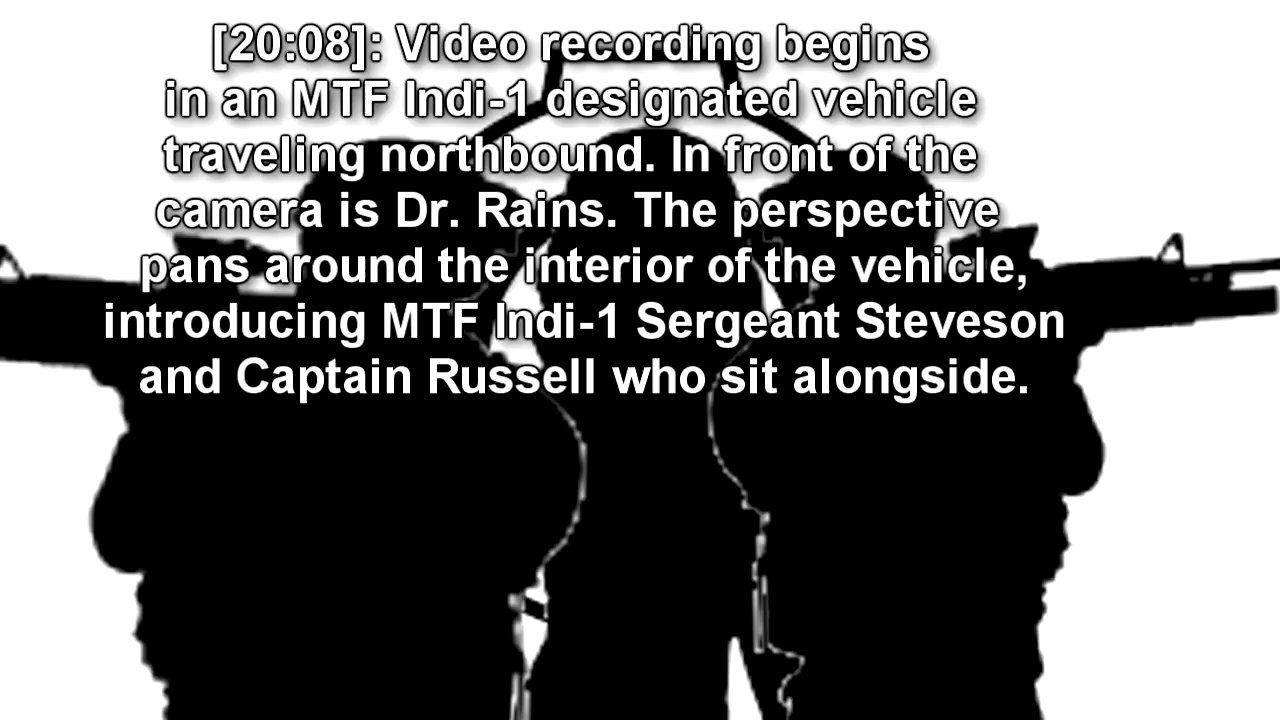 [20:08]: Video recording begins
in an MTF Indi-1 designated vehicle
traveling northbound. In front of the
camera is Dr. Rains. The perspective
pans around the interior of the vehicle,
introducing MTF Indi-1 Sergeant Steveson
and Captain Russell who sit alongside.